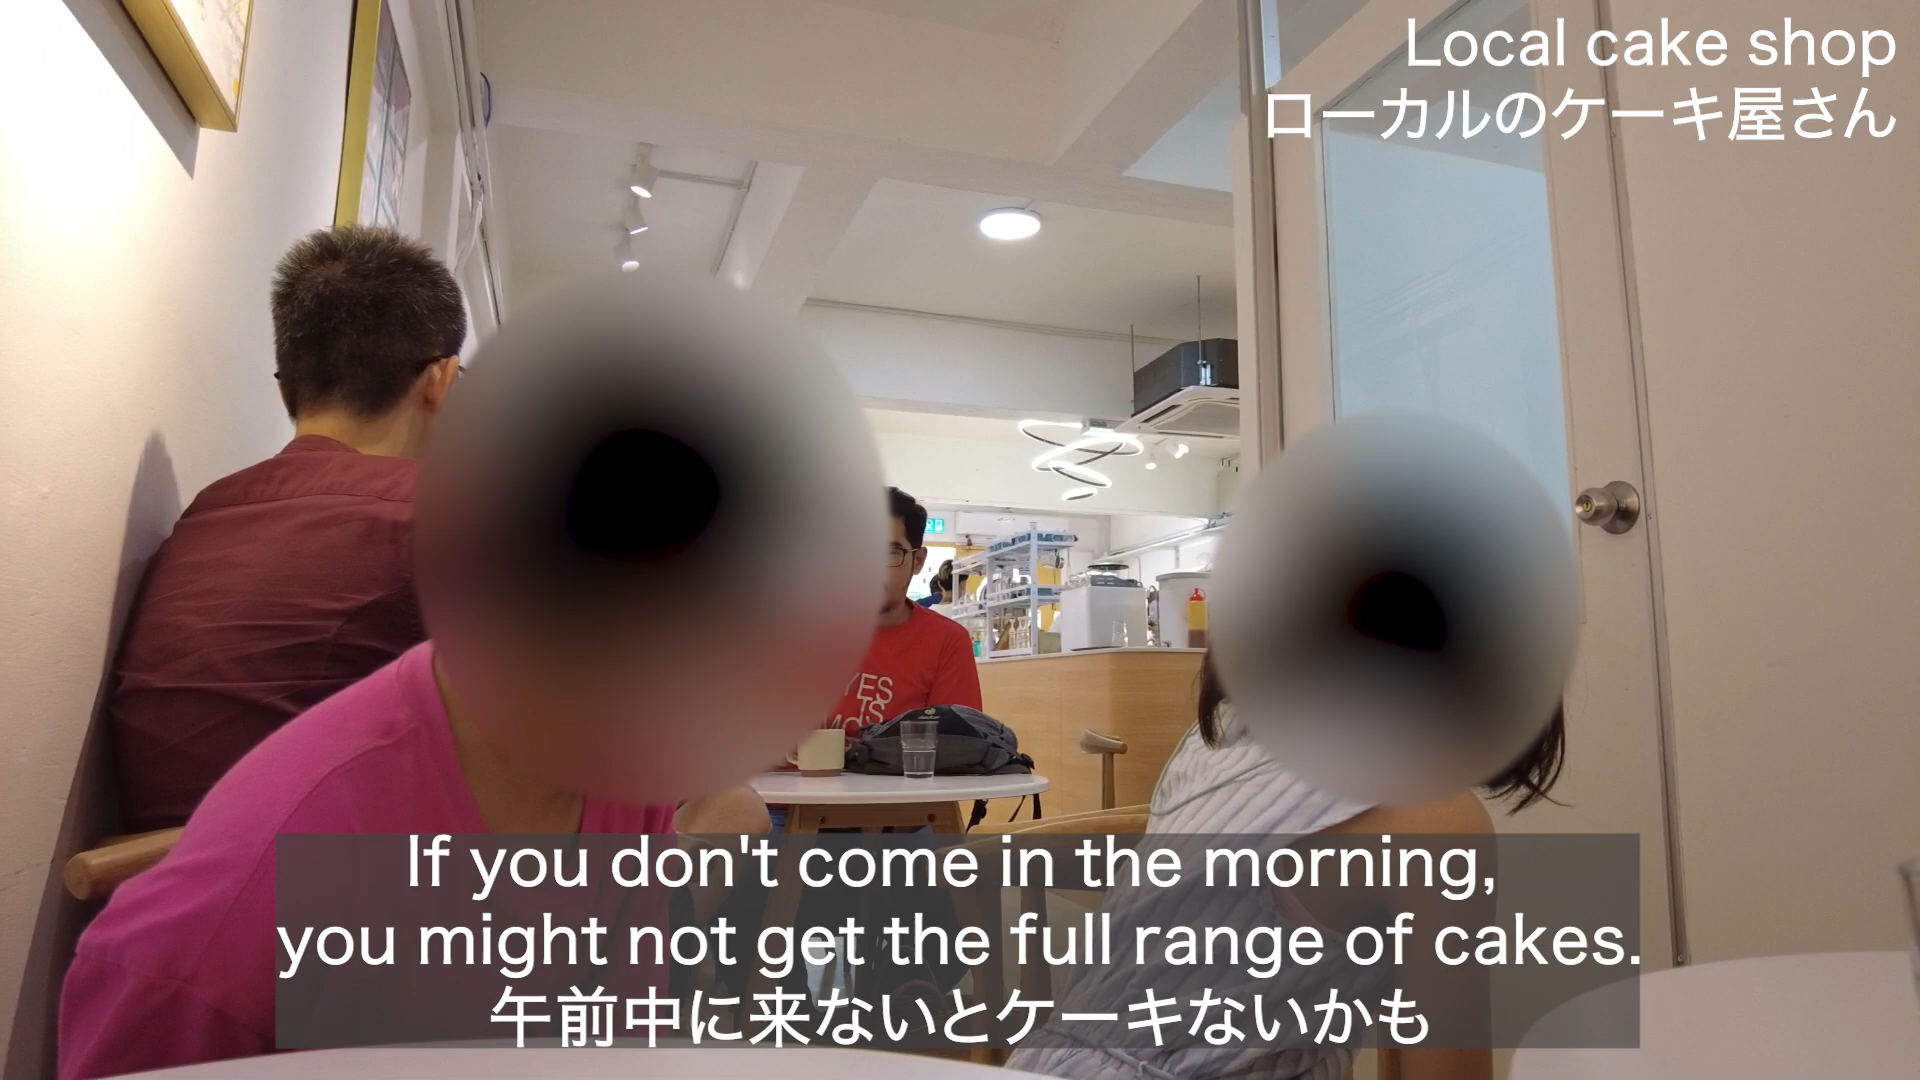 Local cake shop
ローカルのケーキ屋さん
YES
If you don't come in the morning,
you might not get the full range of cakes.
午前中に来ないとケーキないかも